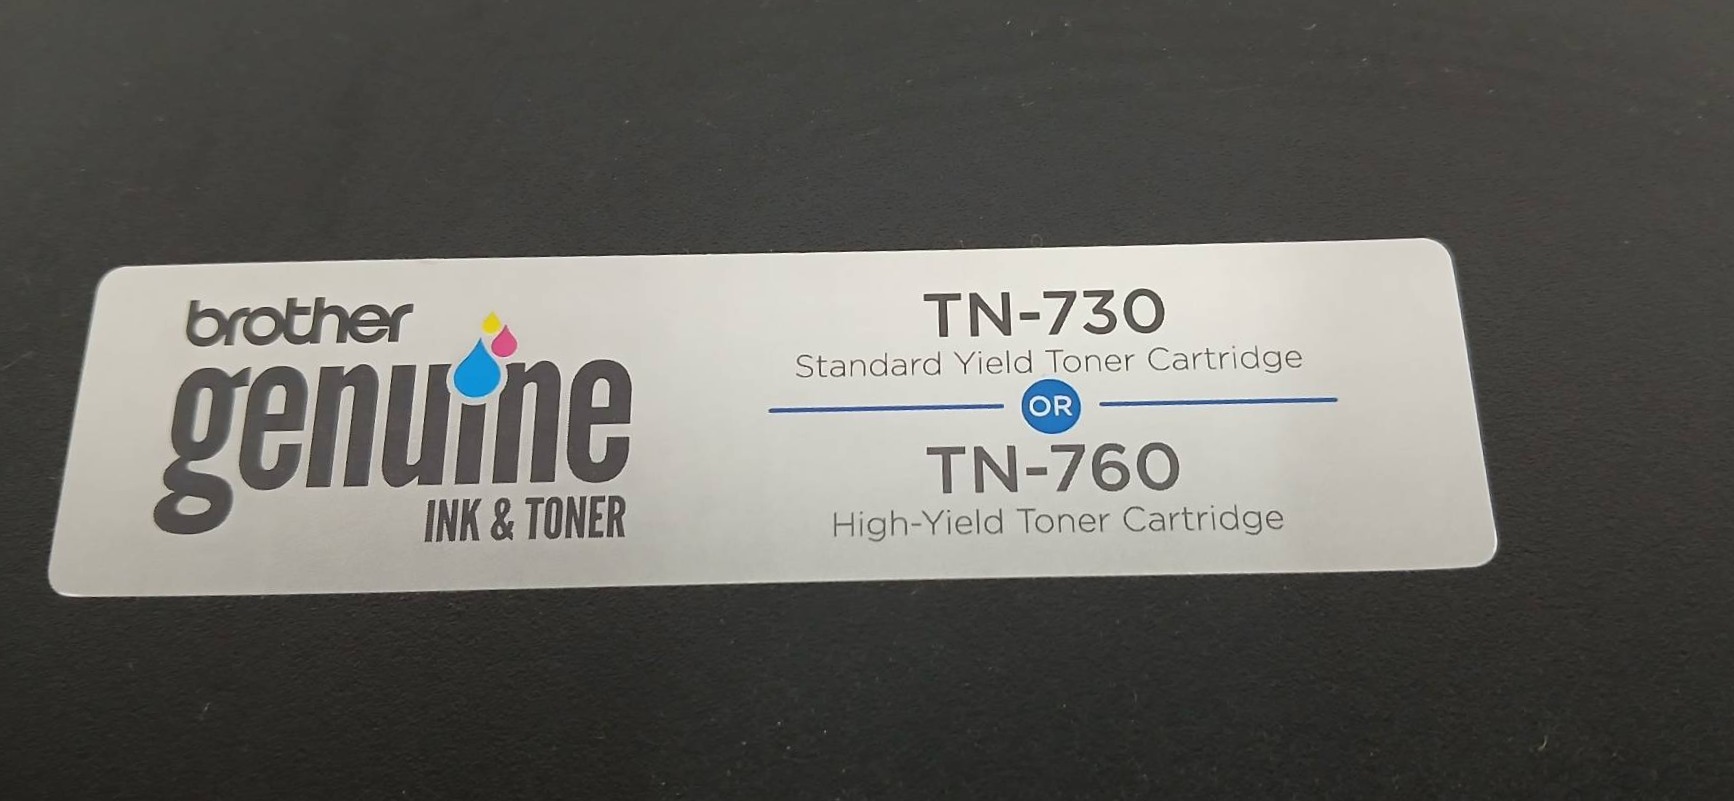 brother
genuine
INK & TONER
TN-730
Standard Yield Toner Cartridge
OR
TN-760
High-Yield Toner Cartridge